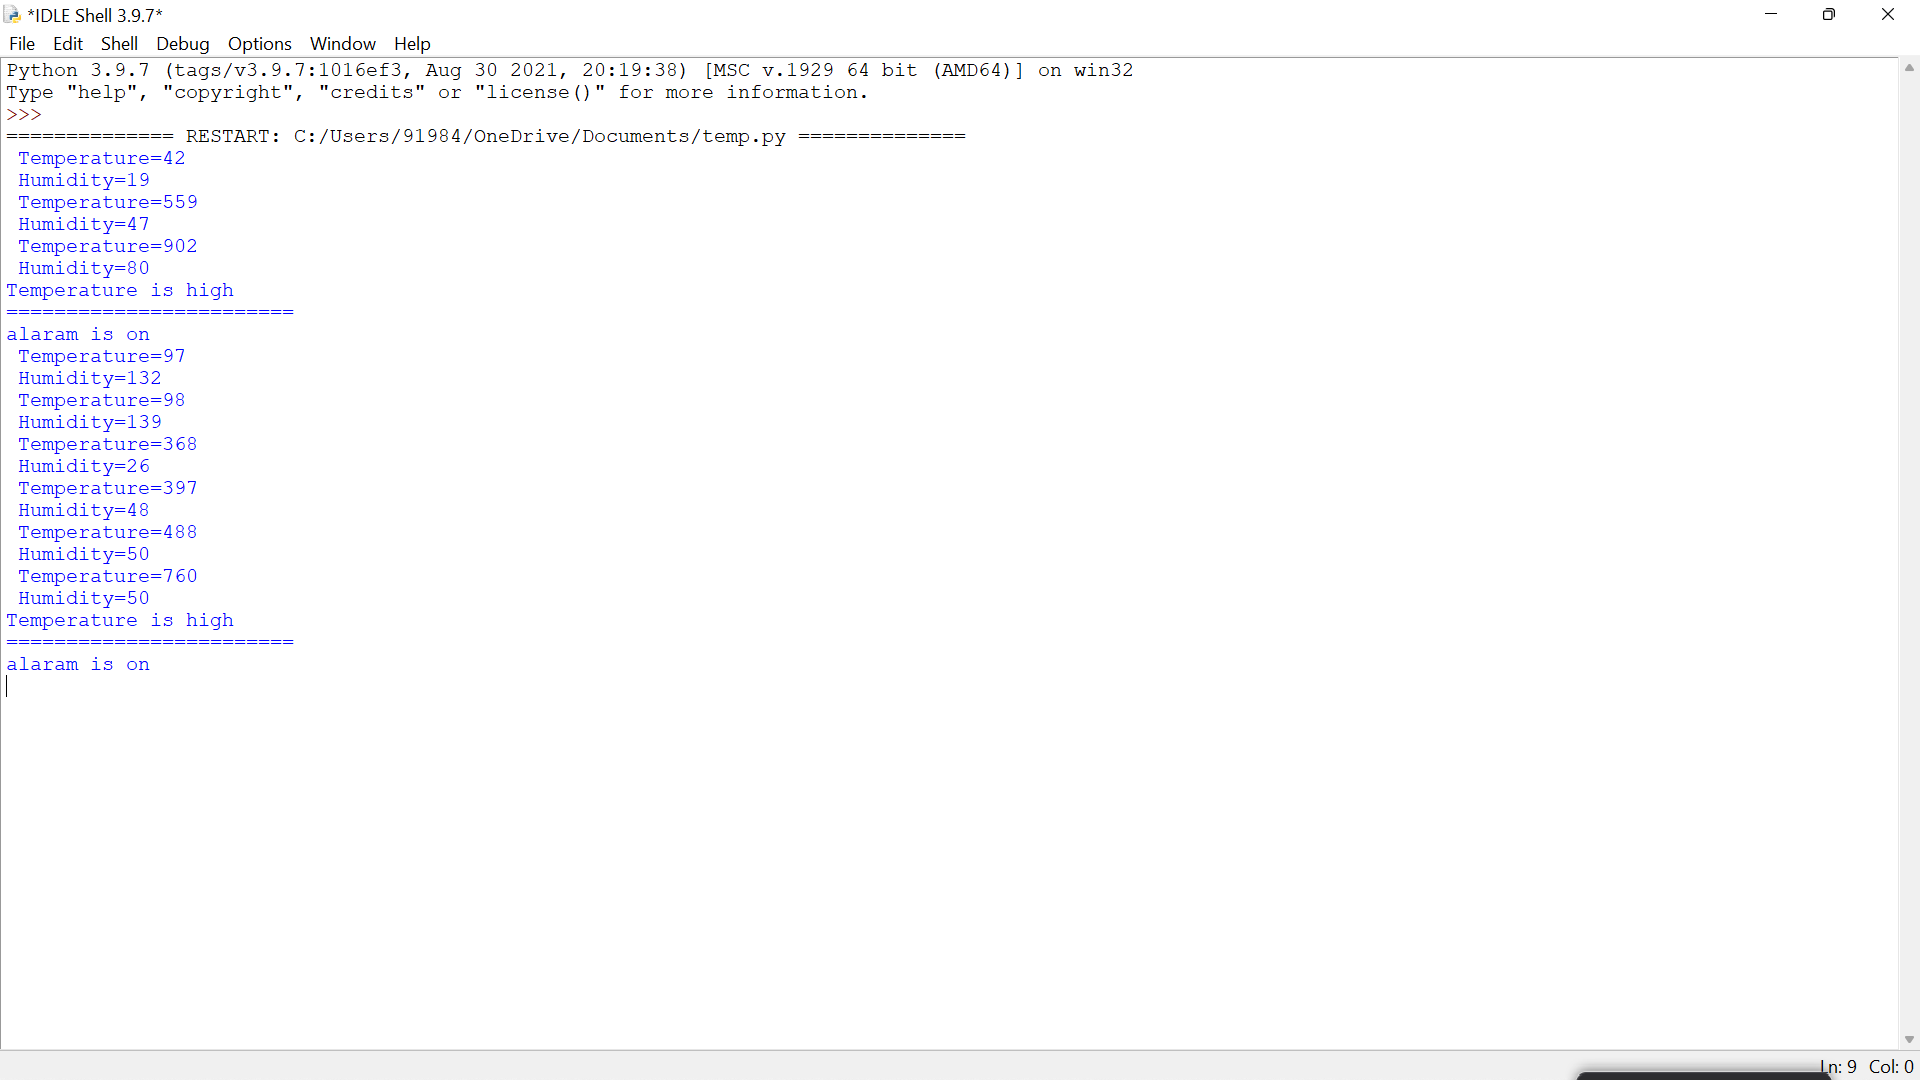 *IDLE Shell 3.9.7*
File Edit Shell Debug Options Window Help
Python 3.9.7 (tags/v3.9.7:1016ef3, Aug 30 2021, 20:19:38) [MSC v.1929 64 bit (AMD64)] on win32
Type "help", "copyright", "credits" or "license()" for more information.
>>>
============== RESTART: C:/Users/91984/OneDrive/Documents/temp.py ==============
 Temperature=42
 Humidity=19
 Temperature=559
 Humidity=47
 Temperature=902
 Humidity=80
Temperature is high
========================
alaram is on
 Temperature=97
 Humidity=132
 Temperature=98
 Humidity=139
 Temperature=368
 Humidity=26
 Temperature=397
 Humidity=48
 Temperature=488
 Humidity=50
 Temperature=760
 Humidity=50
Temperature is high
========================
alaram is on
Ln: 9 Col: 0